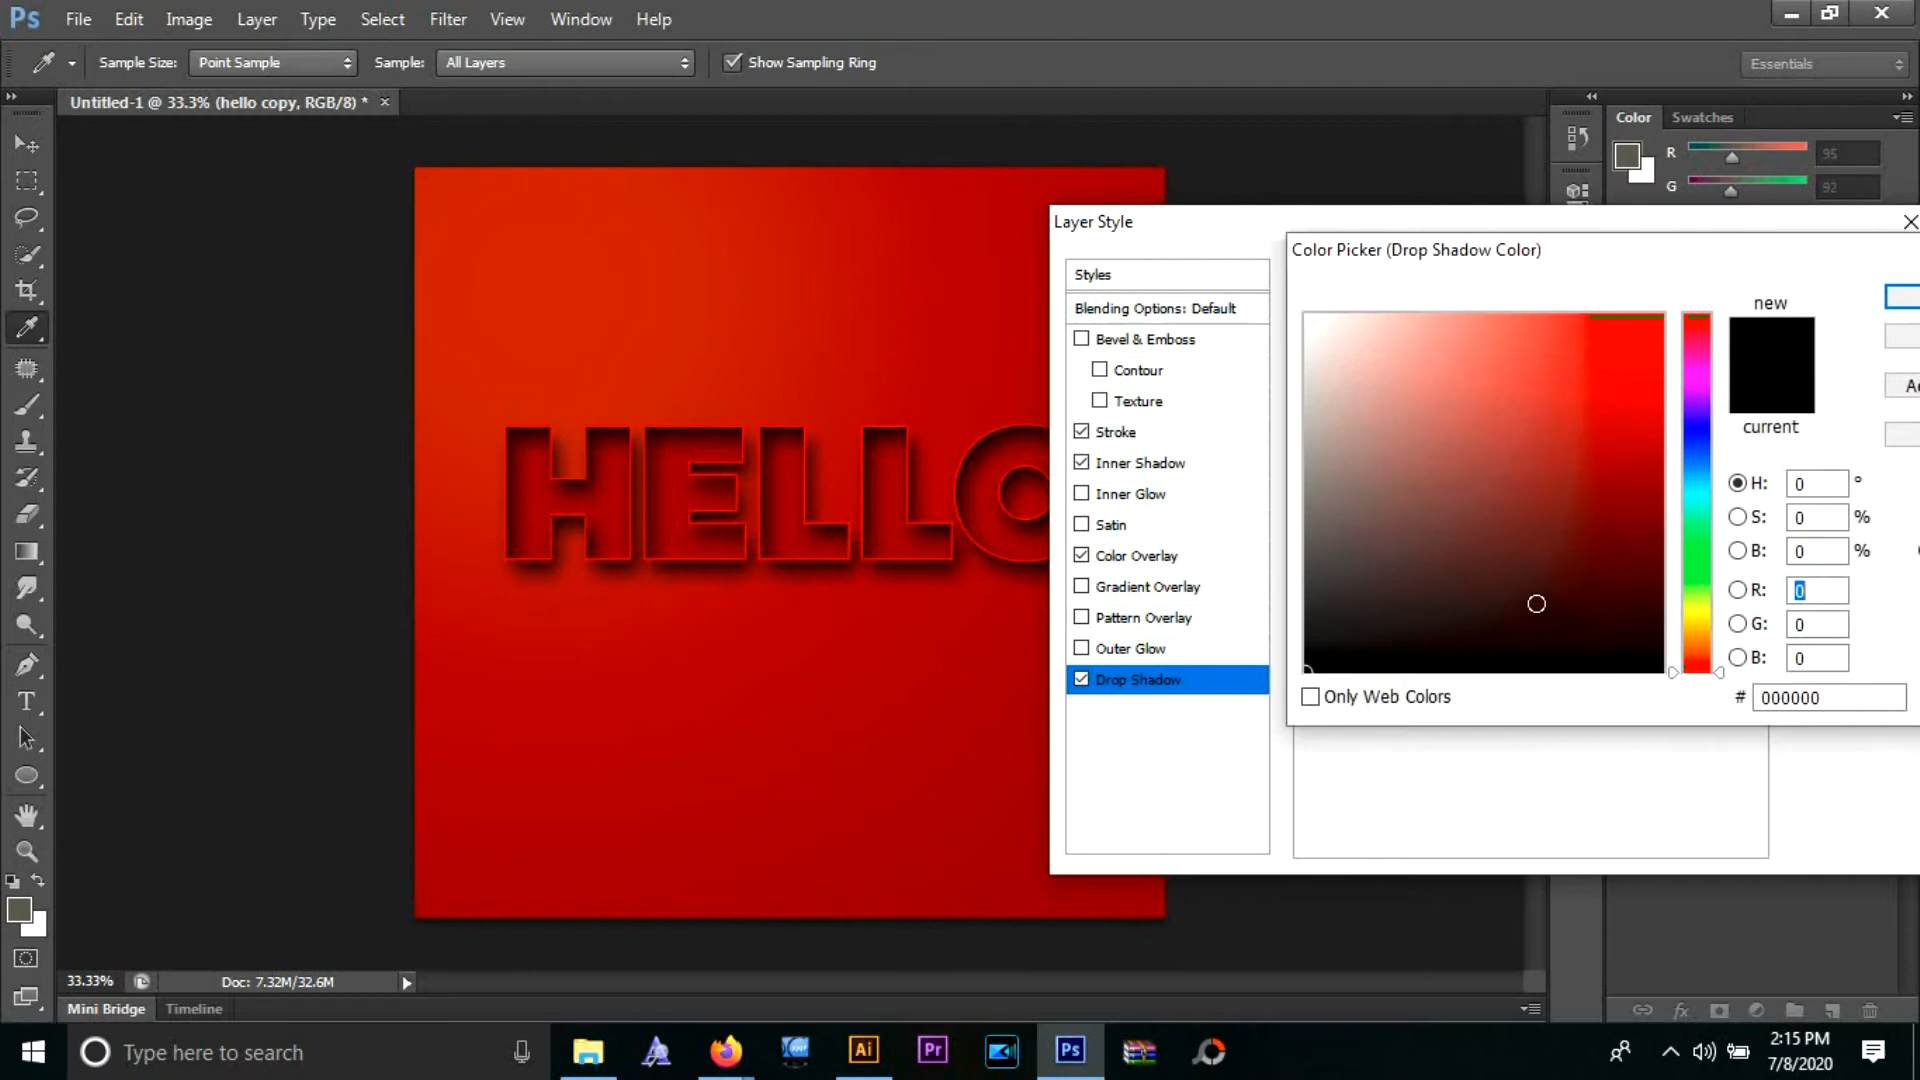 Ps File Edit Image Layer Type Select Filter View Window Help
Sample Size: Point Sample Sample: All Layers Show Sampling Ring Essentials
Untitled-1 @ 33.3% (hello copy, RGB/8) * ×
Color Swatches
R 95
G 92
Layer Style
Color Picker (Drop Shadow Color)
Styles
Blending Options: Default
Bevel & Emboss
Contour
Texture
Stroke
Inner Shadow
Inner Glow
Satin
Color Overlay
Gradient Overlay
Pattern Overlay
Outer Glow
Drop Shadow
new
current
H: 0 °
S: 0 %
B: 0 %
R: 0
G: 0
B: 0
Only Web Colors
# 000000
HELLO
33.33% Doc: 7.32M/32.6M
Mini Bridge Timeline
Type here to search
Ai Pr Ps
2:15 PM
7/8/2020